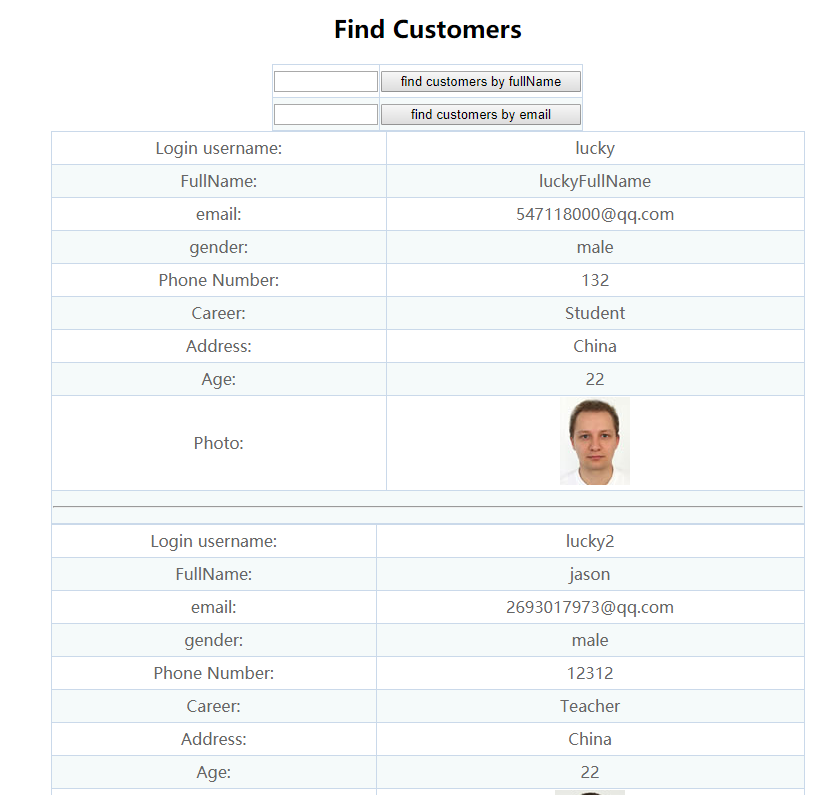 Find Customers
find customers by fullName
find customers by email
Login username: lucky
FullName: luckyFullName
email: 547118000@qq.com
gender: male
Phone Number: 132
Career: Student
Address: China
Age: 22
Photo:
Login username: lucky2
FullName: jason
email: 2693017973@qq.com
gender: male
Phone Number: 12312
Career: Teacher
Address: China
Age: 22